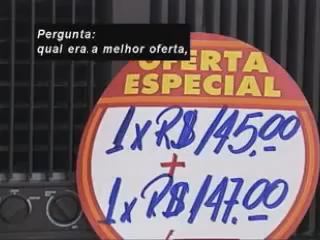 Pergunta:
qual era a melhor oferta,
OFERTA
ESPECIAL
1x R$ 145,00
+
1x R$ 147,00